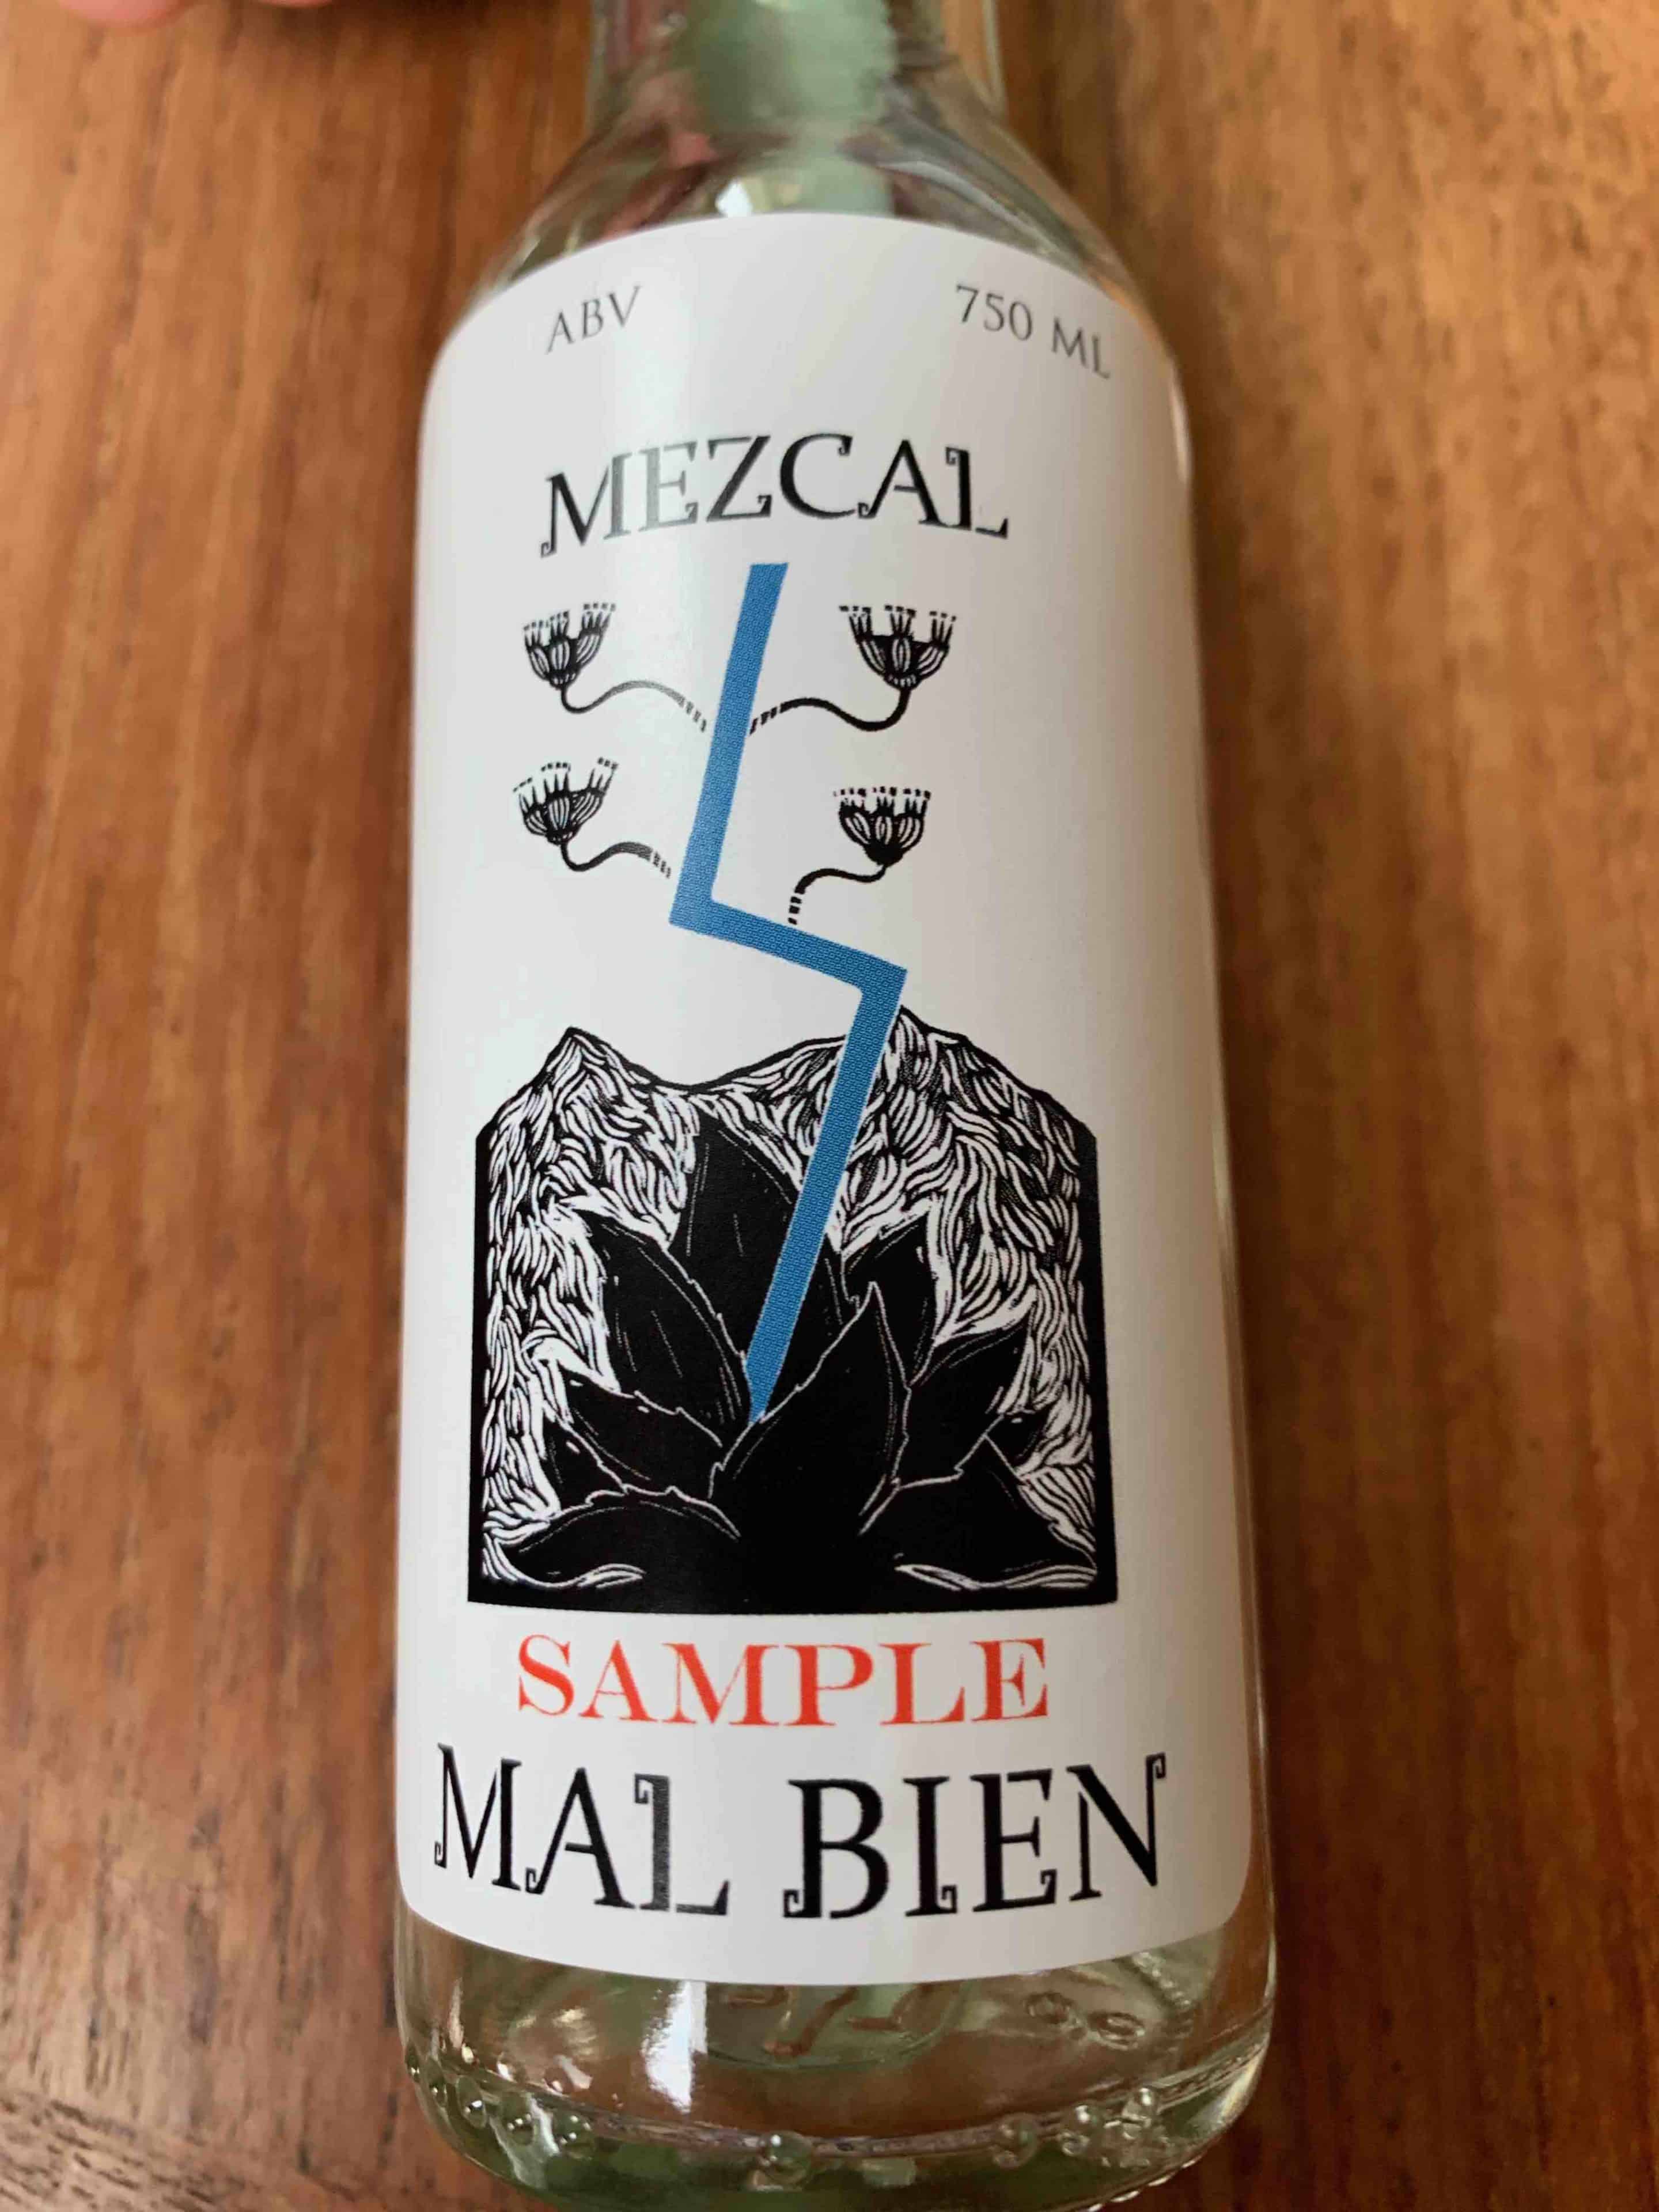 ABV 750 ML
MEZCAL
SAMPLE
MAL BIEN